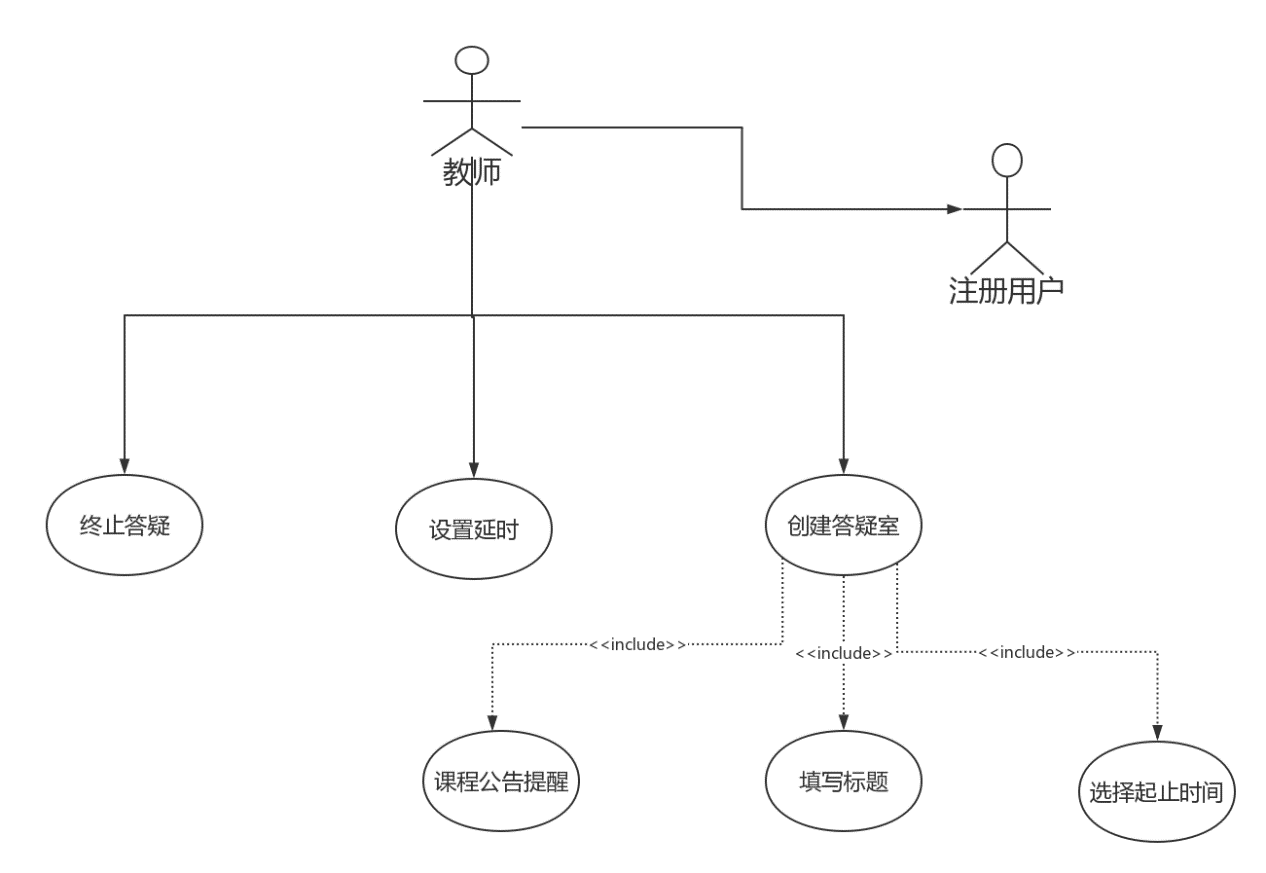 教师
注册用户
终止答疑
设置延时
创建答疑室
<<include>>
<<include>>
<<include>>
课程公告提醒
填写标题
选择起止时间